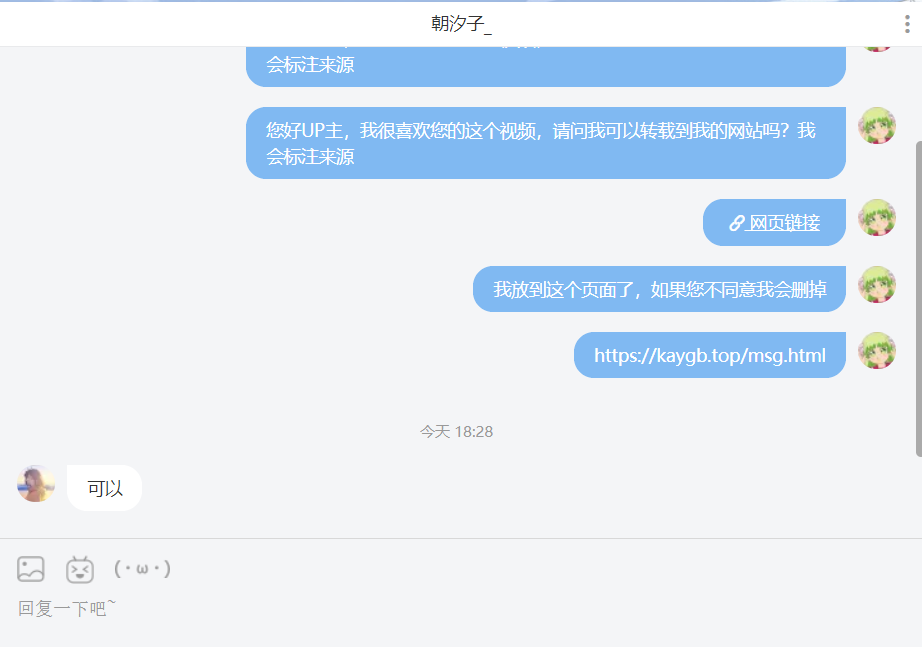 朝汐子_
会标注来源
您好UP主，我很喜欢您的这个视频，请问我可以转载到我的网站吗？我
会标注来源
网页链接
我放到这个页面了，如果您不同意我会删掉
https://kaygb.top/msg.html
今天 18:28
可以
(·ω·)
回复一下吧~